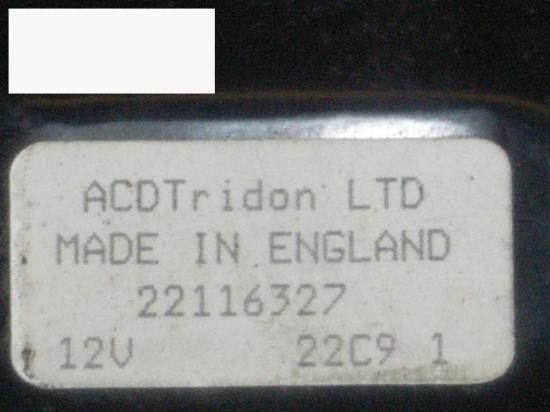 ACDTridon LTD
MADE IN ENGLAND
22116327
12V 22C9 1